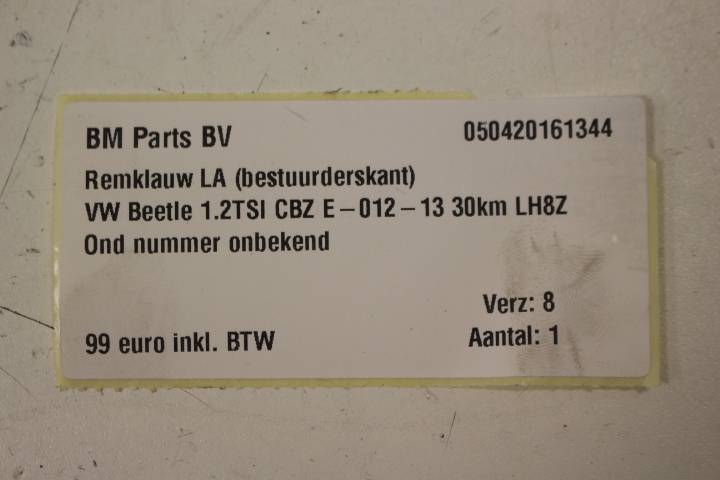 BM Parts BV 050420161344
Remklauw LA (bestuurderskant)
VW Beetle 1.2TSI CBZ E-012-13 30km LH8Z
Ond nummer onbekend
Verz: 8
99 euro inkl. BTW Aantal: 1